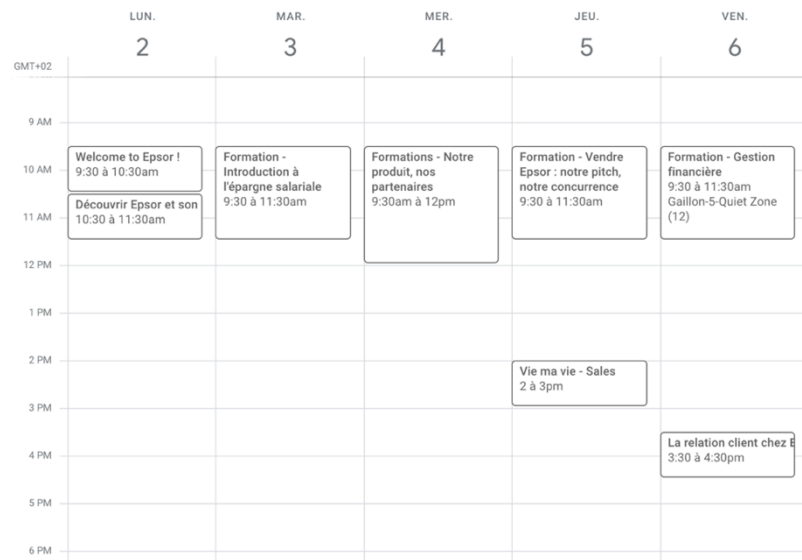 LUN.
MAR.
MER.
JEU.
VEN.
2
3
4
5
6
GMT+02
9 AM
10 AM
11 AM
12 PM
1 PM
2 PM
3 PM
4 PM
5 PM
6 PM
Welcome to Epsor !
9:30 à 10:30am
Découvrir Epsor et son
10:30 à 11:30am
Formation -
Introduction à
l'épargne salariale
9:30 à 11:30am
Formations - Notre
produit, nos
partenaires
9:30am à 12pm
Formation - Vendre
Epsor : notre pitch,
notre concurrence
9:30 à 11:30am
Vie ma vie - Sales
2 à 3pm
Formation - Gestion
financière
9:30 à 11:30am
Gaillon-5-Quiet Zone
(12)
La relation client chez
3:30 à 4:30pm